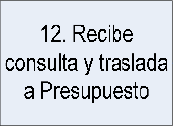 12. Recibe
consulta y traslada
a Presupuesto